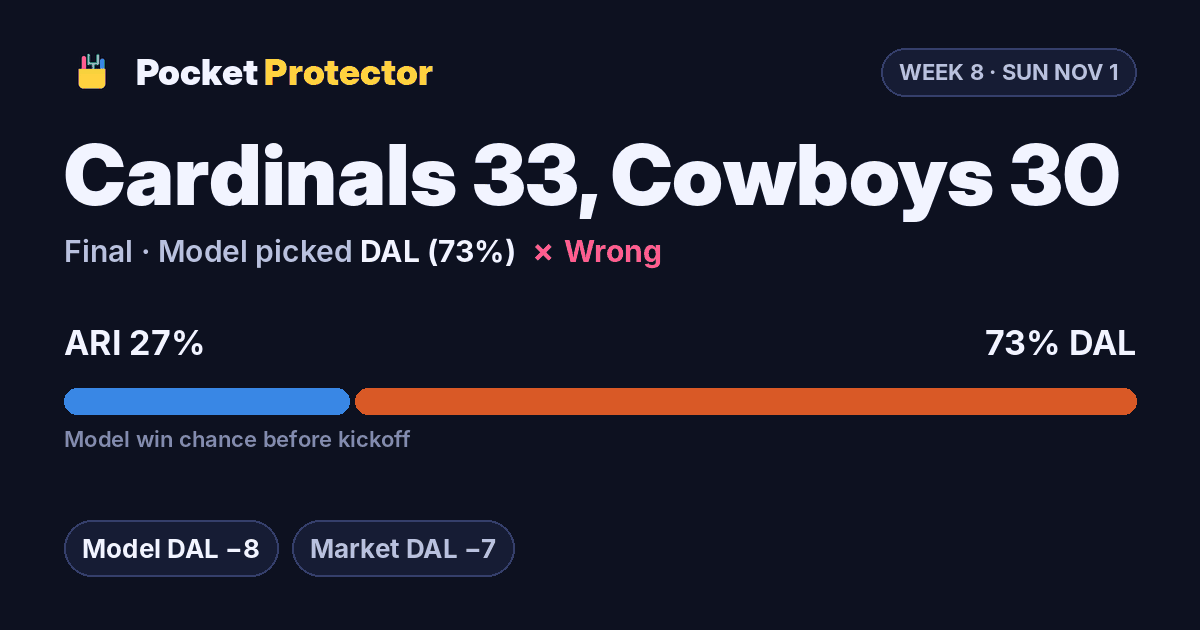 Pocket Protector
WEEK 8 · SUN NOV 1
Cardinals 33, Cowboys 30
Final · Model picked DAL (73%) × Wrong
ARI 27%
73% DAL
Model win chance before kickoff
Model DAL −8
Market DAL −7